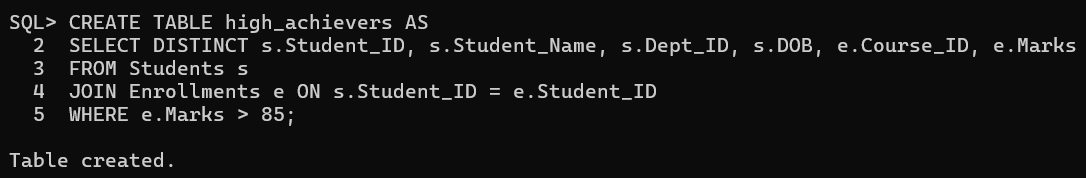 SQL> CREATE TABLE high_achievers AS
  2  SELECT DISTINCT s.Student_ID, s.Student_Name, s.Dept_ID, s.DOB, e.Course_ID, e.Marks
  3  FROM Students s
  4  JOIN Enrollments e ON s.Student_ID = e.Student_ID
  5  WHERE e.Marks > 85;
Table created.